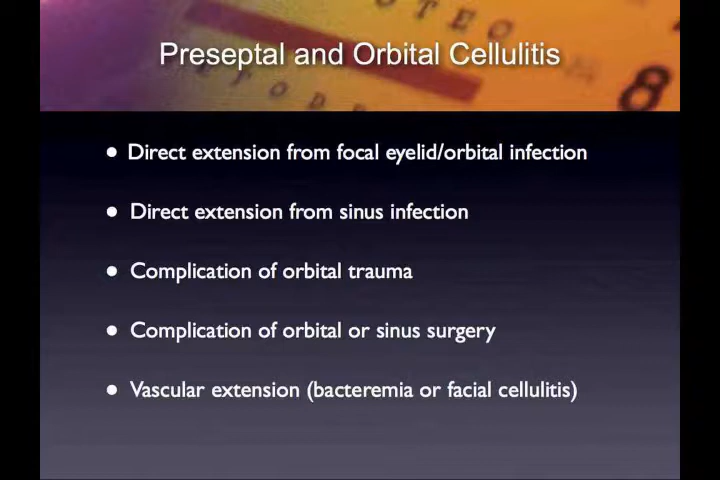 Preseptal and Orbital Cellulitis
● Direct extension from focal eyelid/orbital infection
● Direct extension from sinus infection
● Complication of orbital trauma
● Complication of orbital or sinus surgery
● Vascular extension (bacteremia or facial cellulitis)
8